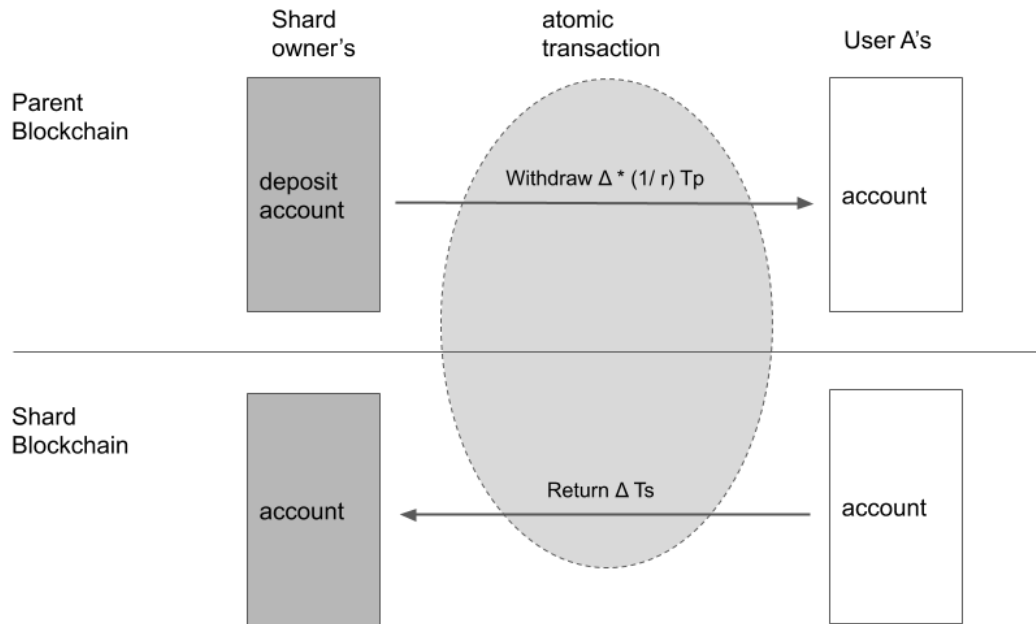 Shard
owner's
atomic
transaction
User A's
Parent
Blockchain
deposit
account
Withdraw Δ * (1/ r) Tp
account
Shard
Blockchain
account
Return Δ Ts
account